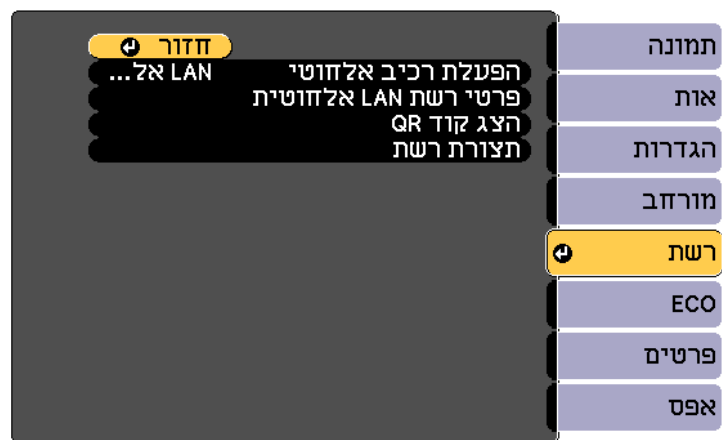 חזור
הפעלת רכיב אלחוטי LAN אל...
פרטי רשת LAN אלחוטית
הצג קוד QR
תצורת רשת
תמונה
אות
הגדרות
מורחב
רשת
ECO
פרטים
אפס